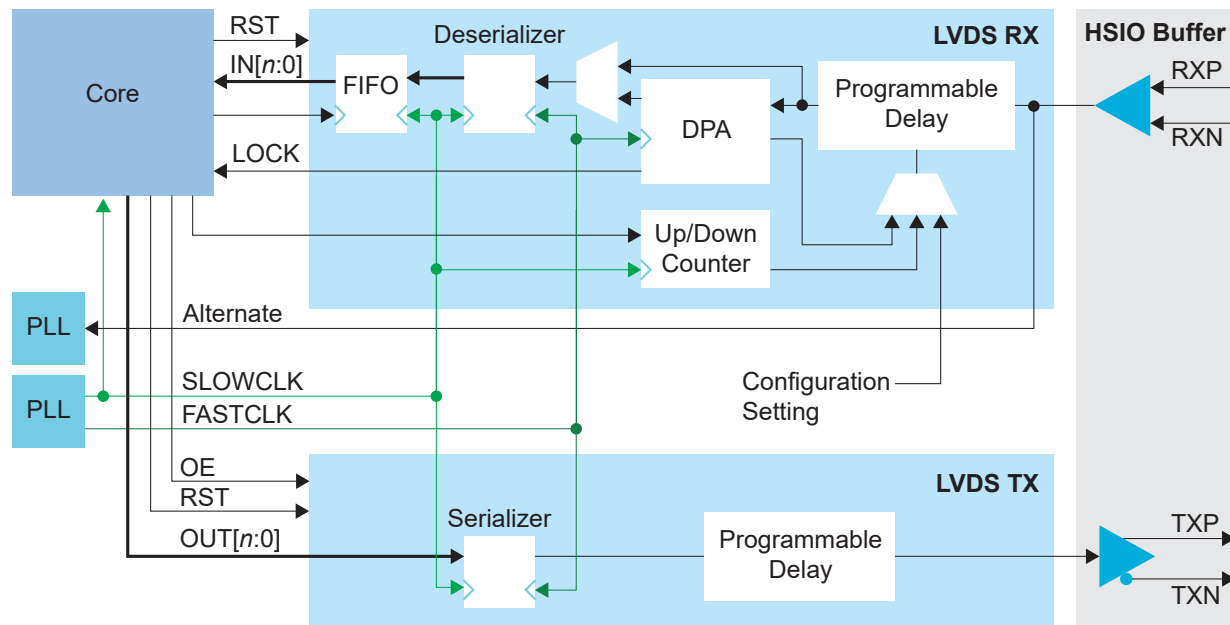 RST
Deserializer
LVDS RX
HSIO Buffer
IN[n:0]
Core
FIFO
DPA
Programmable
Delay
RXP
RXN
LOCK
Up/Down
Counter
PLL
Alternate
PLL
SLOWCLK
FASTCLK
Configuration
Setting
OE
RST
OUT[n:0]
LVDS TX
Serializer
Programmable
Delay
TXP
TXN